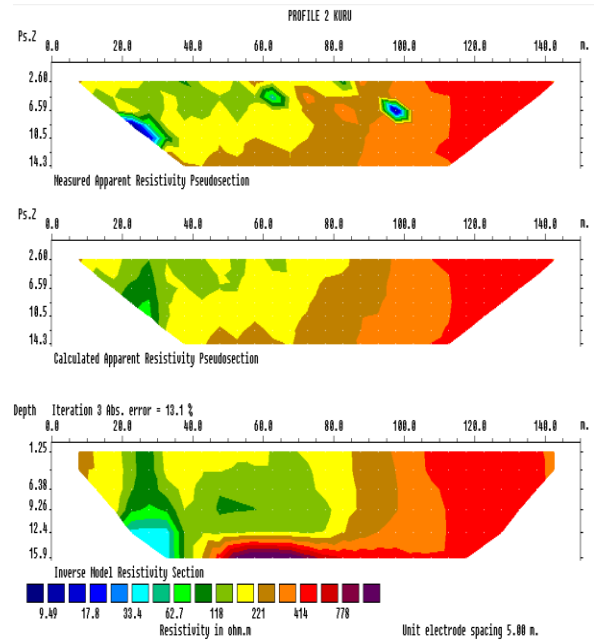 PROFILE 2 KURU
Ps.Z 0.0 20.0 40.0 60.0 80.0 100.0 120.0 140.0 m.
2.60
6.59
10.5
14.3
Measured Apparent Resistivity Pseudosection
Ps.Z 0.0 20.0 40.0 60.0 80.0 100.0 120.0 140.0 m.
2.60
6.59
10.5
14.3
Calculated Apparent Resistivity Pseudosection
Depth Iteration 3 Abs. error = 13.1 %
0.0 20.0 40.0 60.0 80.0 100.0 120.0 140.0 m.
1.25
6.38
9.26
12.4
15.9
Inverse Model Resistivity Section
9.49 17.8 33.4 62.7 118 221 414 778
Resistivity in ohm.m Unit electrode spacing 5.00 m.